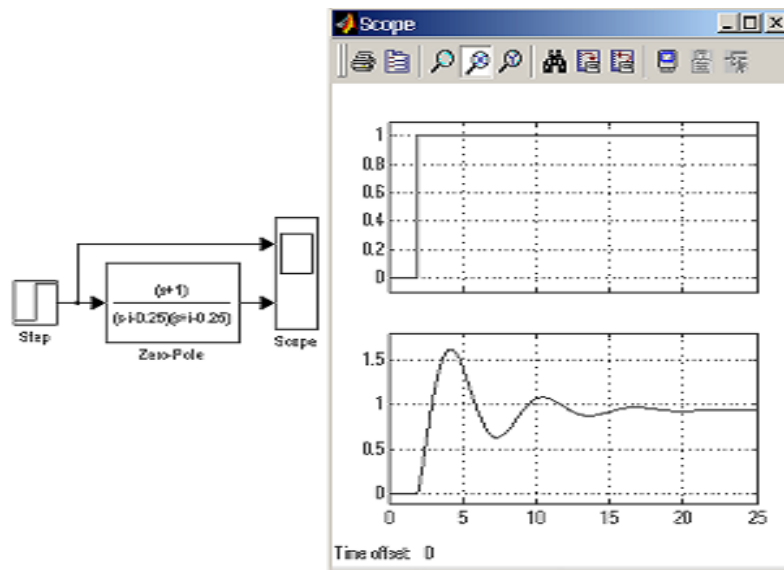 Scope
1
0.8
0.6
0.4
0.2
0
Step
(s+1)
(s-i-0.25)(s+i-0.25)
Zero-Pole
Scope
1.5
1
0.5
0
0 5 10 15 20 25
Time offset: 0